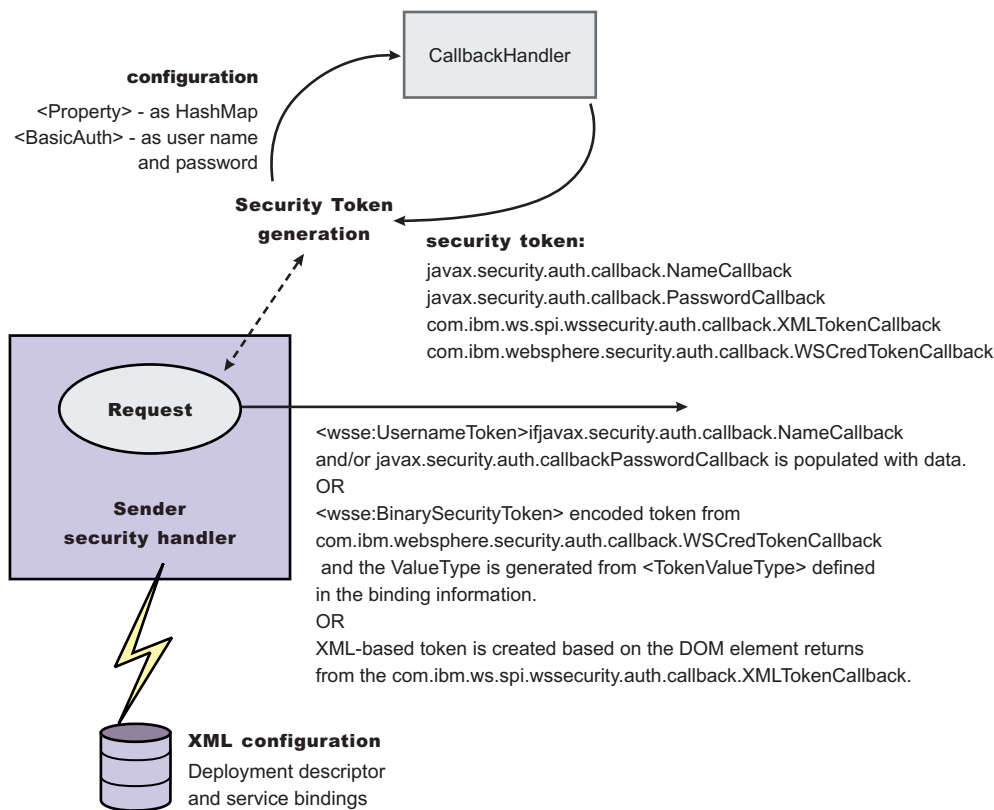 CallbackHandler
configuration
<Property> - as HashMap
<BasicAuth> - as user name
and password
Security Token
generation
security token:
javax.security.auth.callback.NameCallback
javax.security.auth.callback.PasswordCallback
com.ibm.ws.spi.wssecurity.auth.callback.XMLTokenCallback
com.ibm.websphere.security.auth.callback.WSCredTokenCallback
Request
Sender
security handler
<wsse:UsernameToken>ifjavax.security.auth.callback.NameCallback
and/or javax.security.auth.callbackPasswordCallback is populated with data.
OR
<wsse:BinarySecurityToken> encoded token from
com.ibm.websphere.security.auth.callback.WSCredTokenCallback
and the ValueType is generated from <TokenValueType> defined
in the binding information.
OR
XML-based token is created based on the DOM element returns
from the com.ibm.ws.spi.wssecurity.auth.callback.XMLTokenCallback.
XML configuration
Deployment descriptor
and service bindings